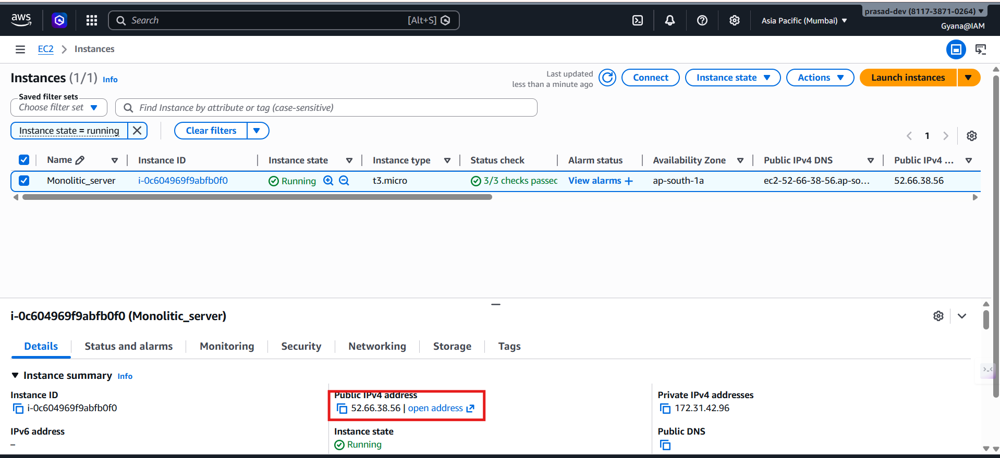 aws
Search
[Alt+S]
Asia Pacific (Mumbai)
prasad-dev (8117-3871-0264)
Gyana@IAM
EC2
Instances
Instances (1/1) Info
Last updated
less than a minute ago
Connect
Instance state
Actions
Launch instances
Saved filter sets
Choose filter set
Find Instance by attribute or tag (case-sensitive)
Instance state = running
Clear filters
1
Name Instance ID Instance state Instance type Status check Alarm status Availability Zone Public IPv4 DNS Public IPv4 ...
Monolitic_server i-0c604969f9abfb0f0 Running t3.micro 3/3 checks passec View alarms + ap-south-1a ec2-52-66-38-56.ap-so... 52.66.38.56
i-0c604969f9abfb0f0 (Monolitic_server)
Details Status and alarms Monitoring Security Networking Storage Tags
Instance summary Info
Instance ID
i-0c604969f9abfb0f0
Public IPv4 address
52.66.38.56 | open address
Private IPv4 addresses
172.31.42.96
IPv6 address
–
Instance state
Running
Public DNS